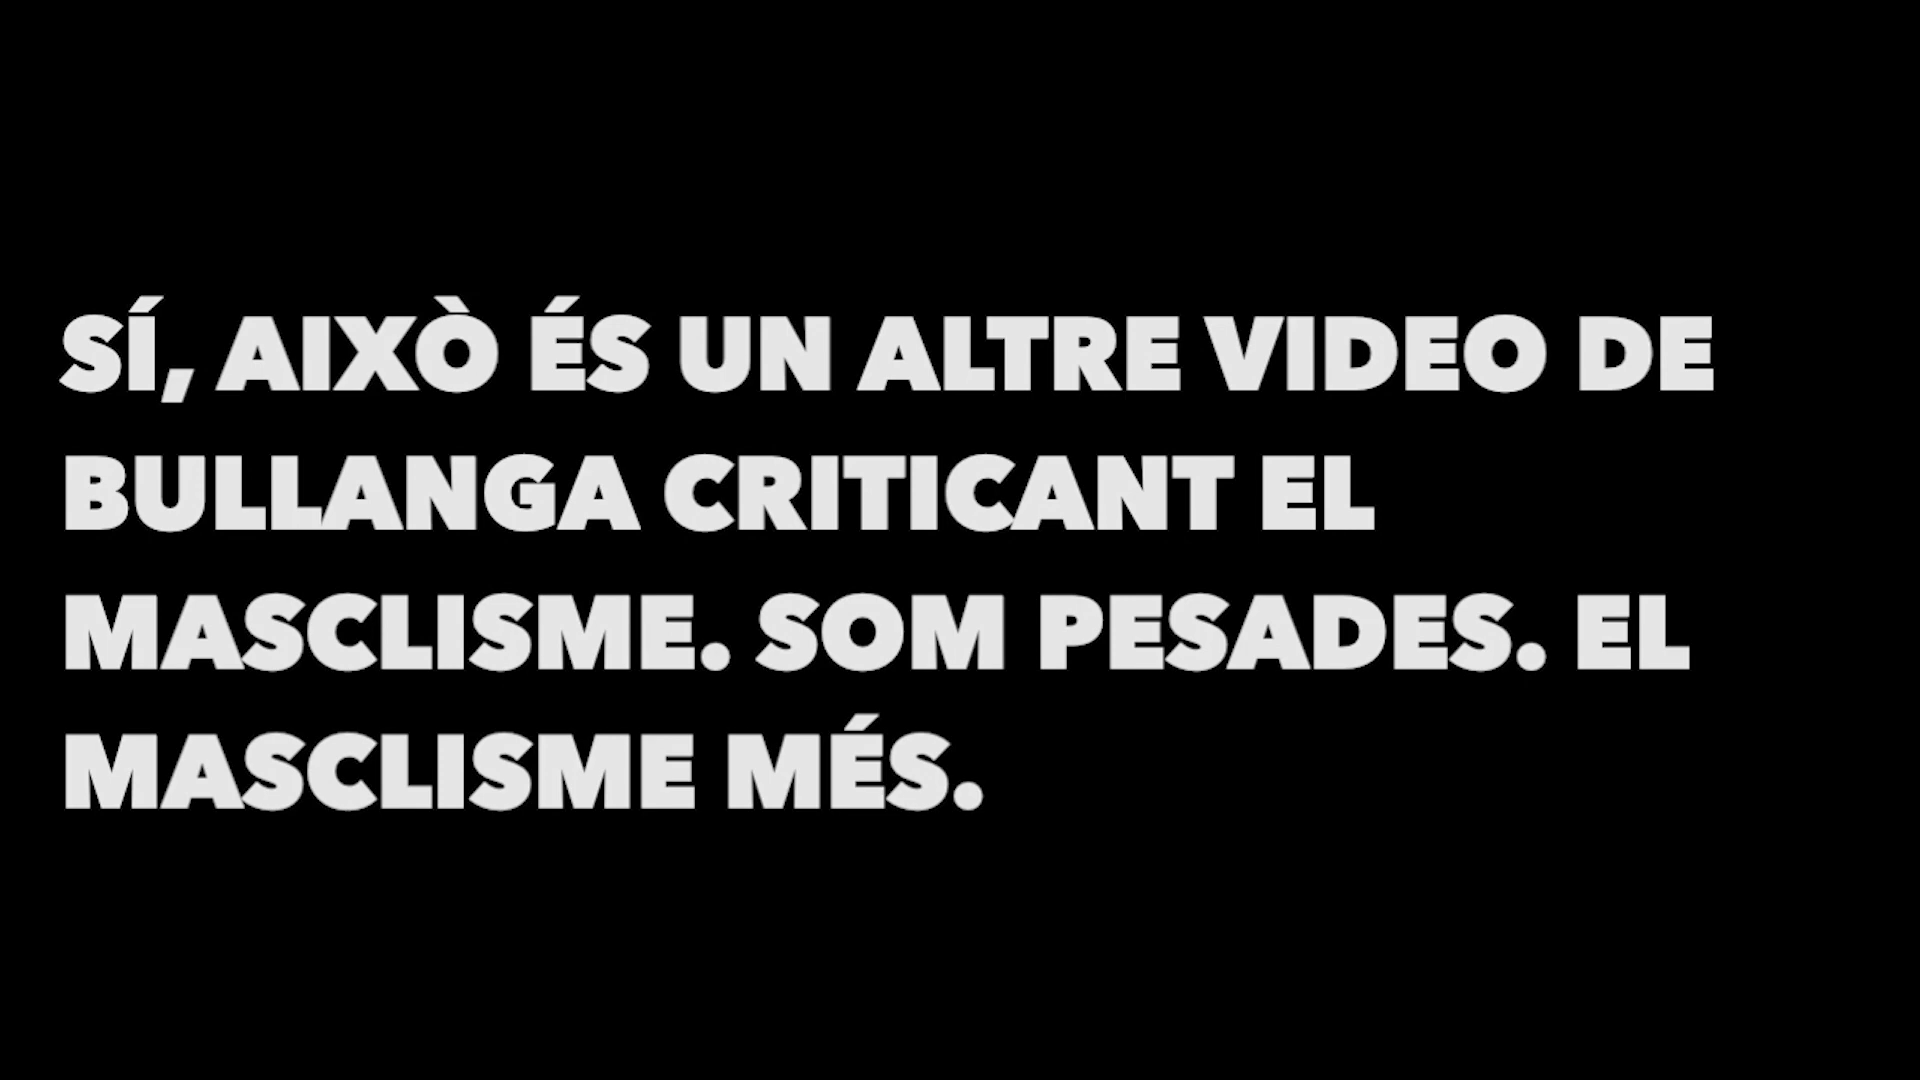 SÍ, AIXÒ ÉS UN ALTRE VIDEO DE
BULLANGA CRITICANT EL
MASCLISME. SOM PESADES. EL
MASCLISME MÉS.